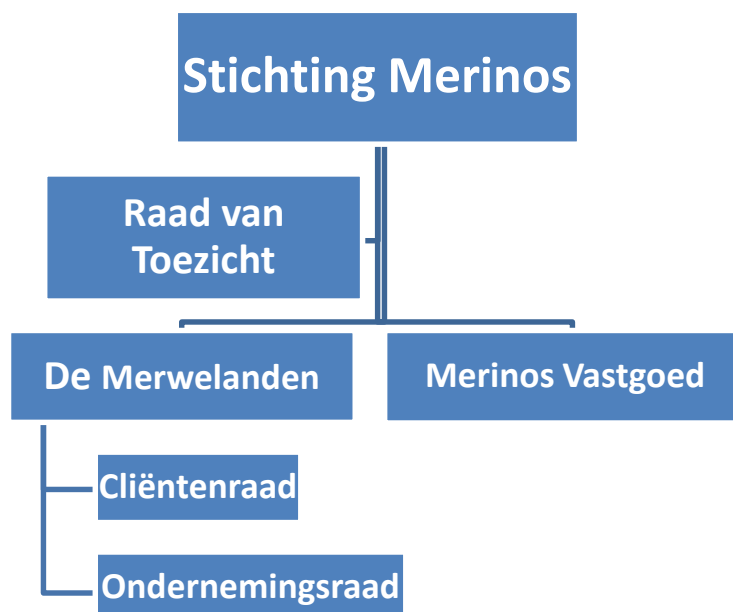 Stichting Merinos
Raad van
Toezicht
De Merwelanden
Merinos Vastgoed
Cliëntenraad
Ondernemingsraad